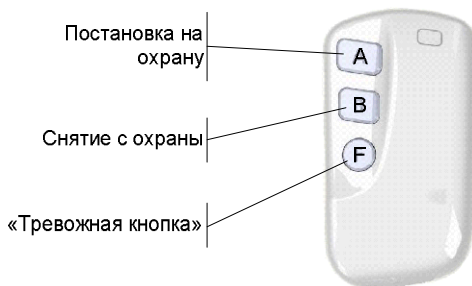 Постановка на
охрану
A
B
Снятие с охраны
F
«Тревожная кнопка»